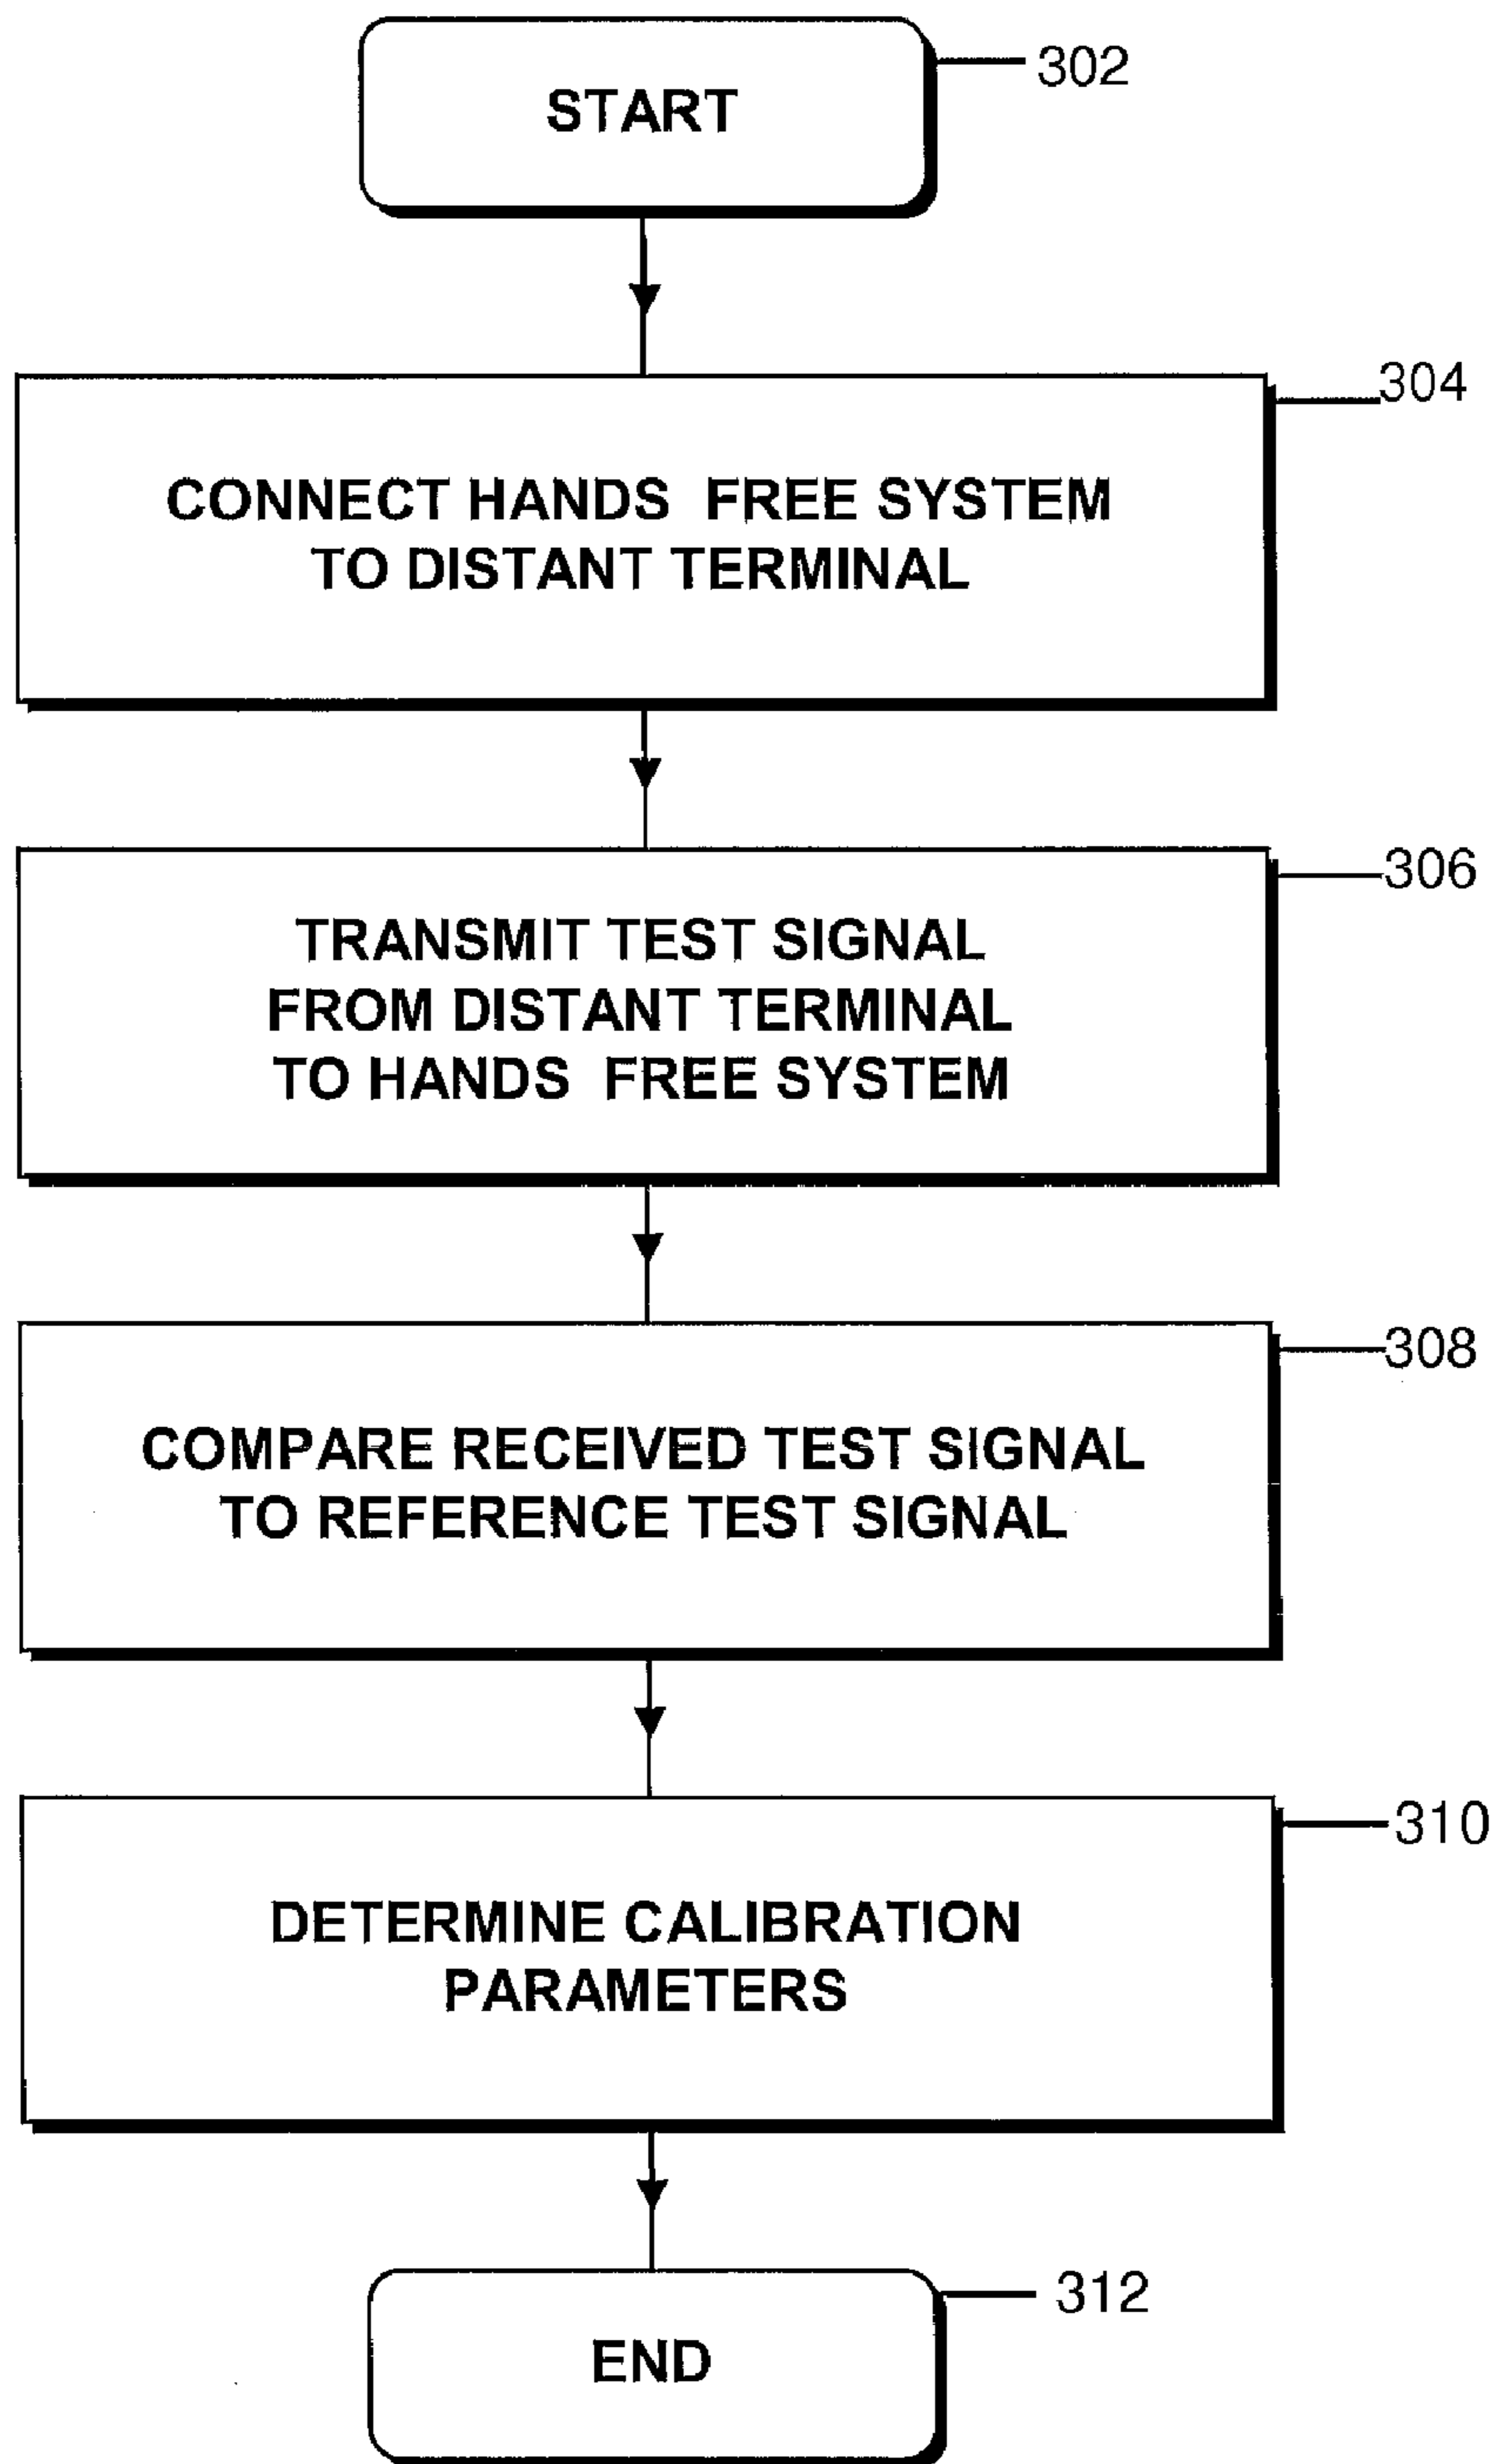 START
302
CONNECT HANDS FREE SYSTEM
TO DISTANT TERMINAL
304
TRANSMIT TEST SIGNAL
FROM DISTANT TERMINAL
TO HANDS FREE SYSTEM
306
COMPARE RECEIVED TEST SIGNAL
TO REFERENCE TEST SIGNAL
308
DETERMINE CALIBRATION
PARAMETERS
310
END
312